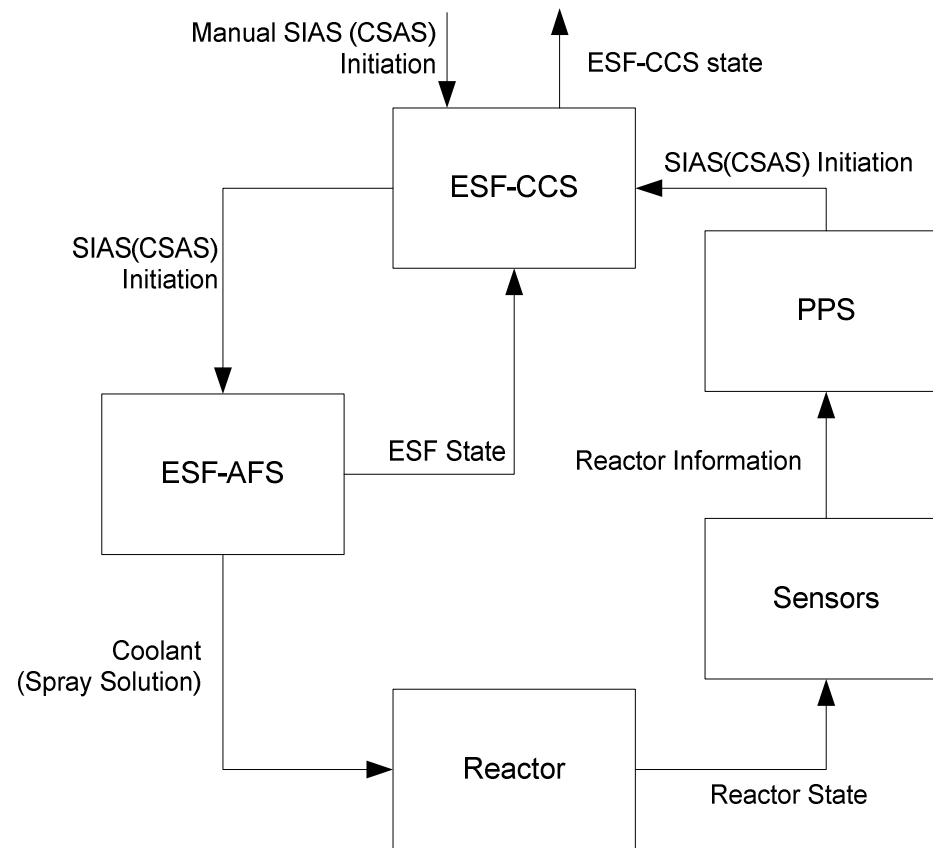 Manual SIAS (CSAS)
Initiation
ESF-CCS state
ESF-CCS
SIAS(CSAS) Initiation
SIAS(CSAS)
Initiation
PPS
ESF-AFS
ESF State
Reactor Information
Sensors
Coolant
(Spray Solution)
Reactor
Reactor State